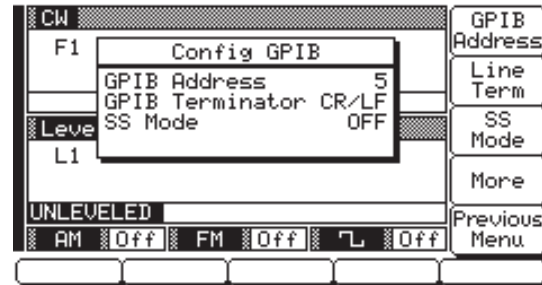 CW
F1
Config GPIB
GPIB Address 5
GPIB Terminator CR/LF
SS Mode OFF
Leve
L1
UNLEVELED
AM Off FM Off Off
GPIB
Address
Line
Term
SS
Mode
More
Previous
Menu